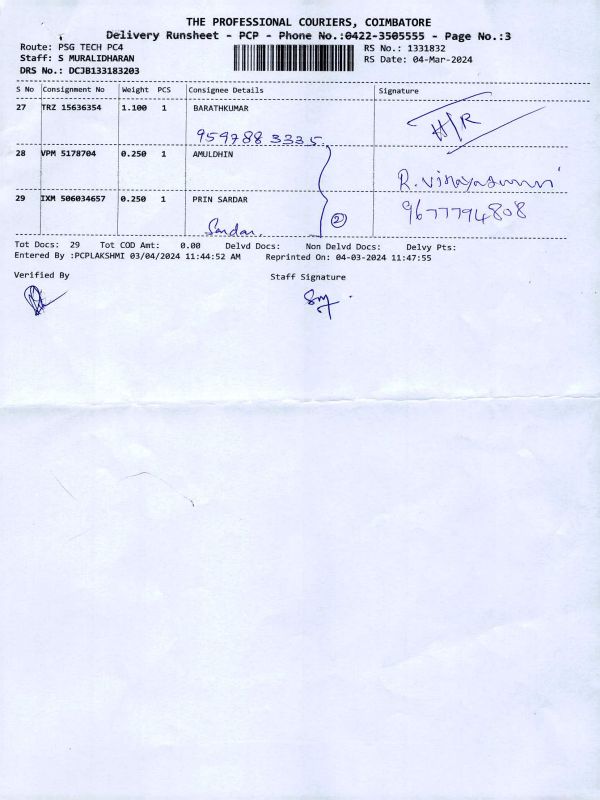 THE PROFESSIONAL COURIERS, COIMBATORE
Delivery Runsheet - PCP - Phone No.:0422-3505555 - Page No.:3
Route: PSG TECH PC4
RS No.: 1331832
Staff: S MURALIDHARAN
RS Date: 04-Mar-2024
DRS No.: DCJB133183203
S No Consignment No Weight PCS Consignee Details Signature
27 TRZ 15636354 1.100 1 BARATHKUMAR
H/R
9597883335
28 VPM 5178704 0.250 1 AMULDHIN
R.
29 IXM 506034657 0.250 1 PRIN SARDAR
9677794808
Sardar
2
Tot Docs: 29 Tot COD Amt: 0.00 Delvd Docs: Non Delvd Docs: Delvy Pts:
Entered By :PCPLAKSHMI 03/04/2024 11:44:52 AM Reprinted On: 04-03-2024 11:47:55
Verified By Staff Signature